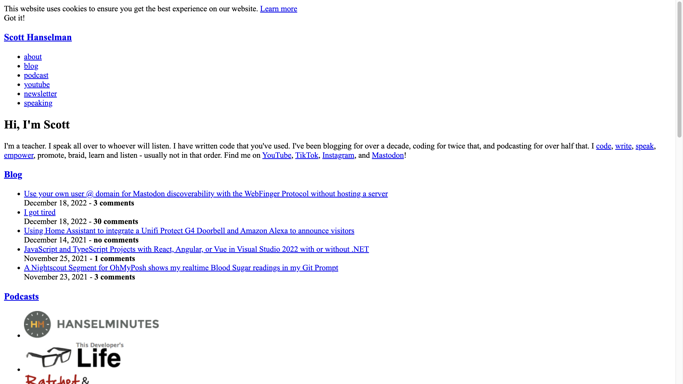 This website uses cookies to ensure you get the best experience on our website. Learn more
Got it!
Scott Hanselman
about
blog
podcast
youtube
newsletter
speaking
Hi, I'm Scott
I'm a teacher. I speak all over to whoever will listen. I have written code that you've used. I've been blogging for over a decade, coding for twice that, and podcasting for over half that. I code, write, speak,
empower, promote, braid, learn and listen - usually not in that order. Find me on YouTube, TikTok, Instagram, and Mastodon!
Blog
Use your own user @ domain for Mastodon discoverability with the WebFinger Protocol without hosting a server
December 18, 2022 - 3 comments
I got tired
December 18, 2022 - 30 comments
Using Home Assistant to integrate a Unifi Protect G4 Doorbell and Amazon Alexa to announce visitors
December 14, 2021 - no comments
JavaScript and TypeScript Projects with React, Angular, or Vue in Visual Studio 2022 with or without .NET
November 25, 2021 - 1 comments
A Nightscout Segment for OhMyPosh shows my realtime Blood Sugar readings in my Git Prompt
November 23, 2021 - 3 comments
Podcasts
HM HANSELMINUTES
This Developer's
Life
Ratchet &